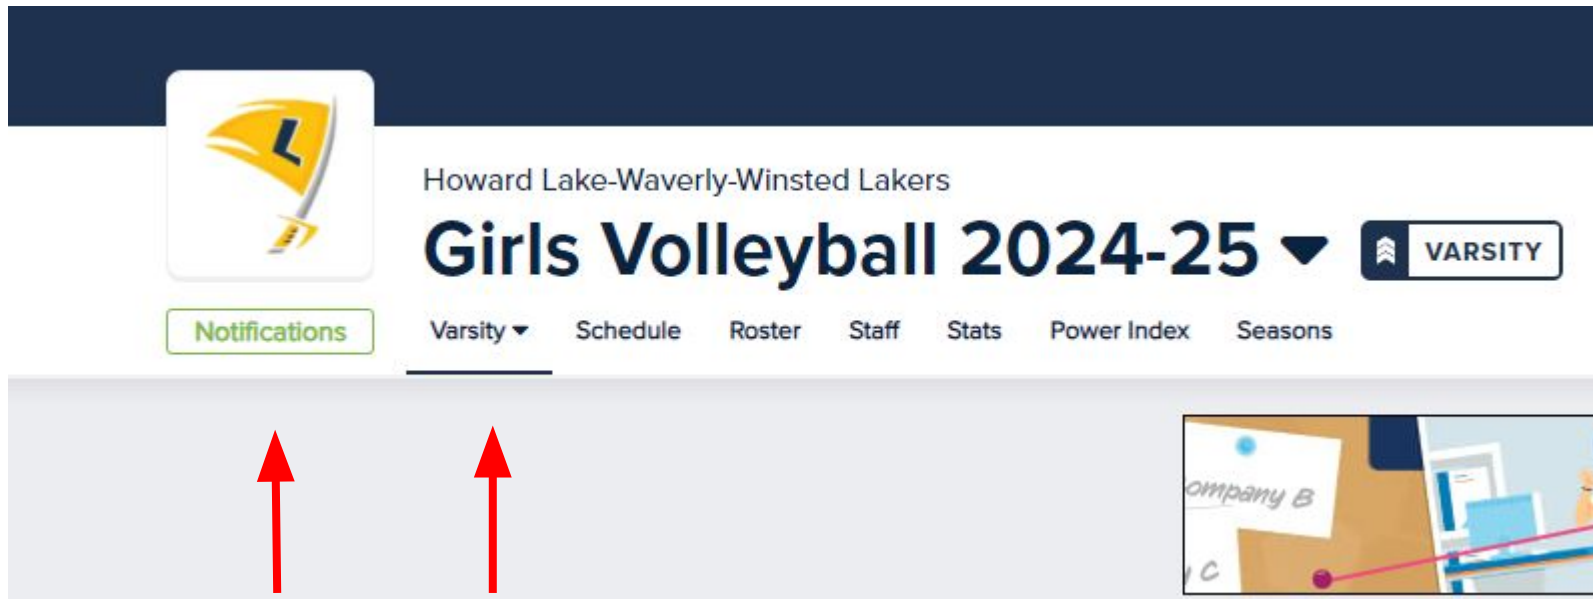 L
Howard Lake-Waverly-Winsted Lakers
Girls Volleyball 2024-25
VARSITY
Notifications
Varsity Schedule Roster Staff Stats Power Index Seasons
ompany B
C